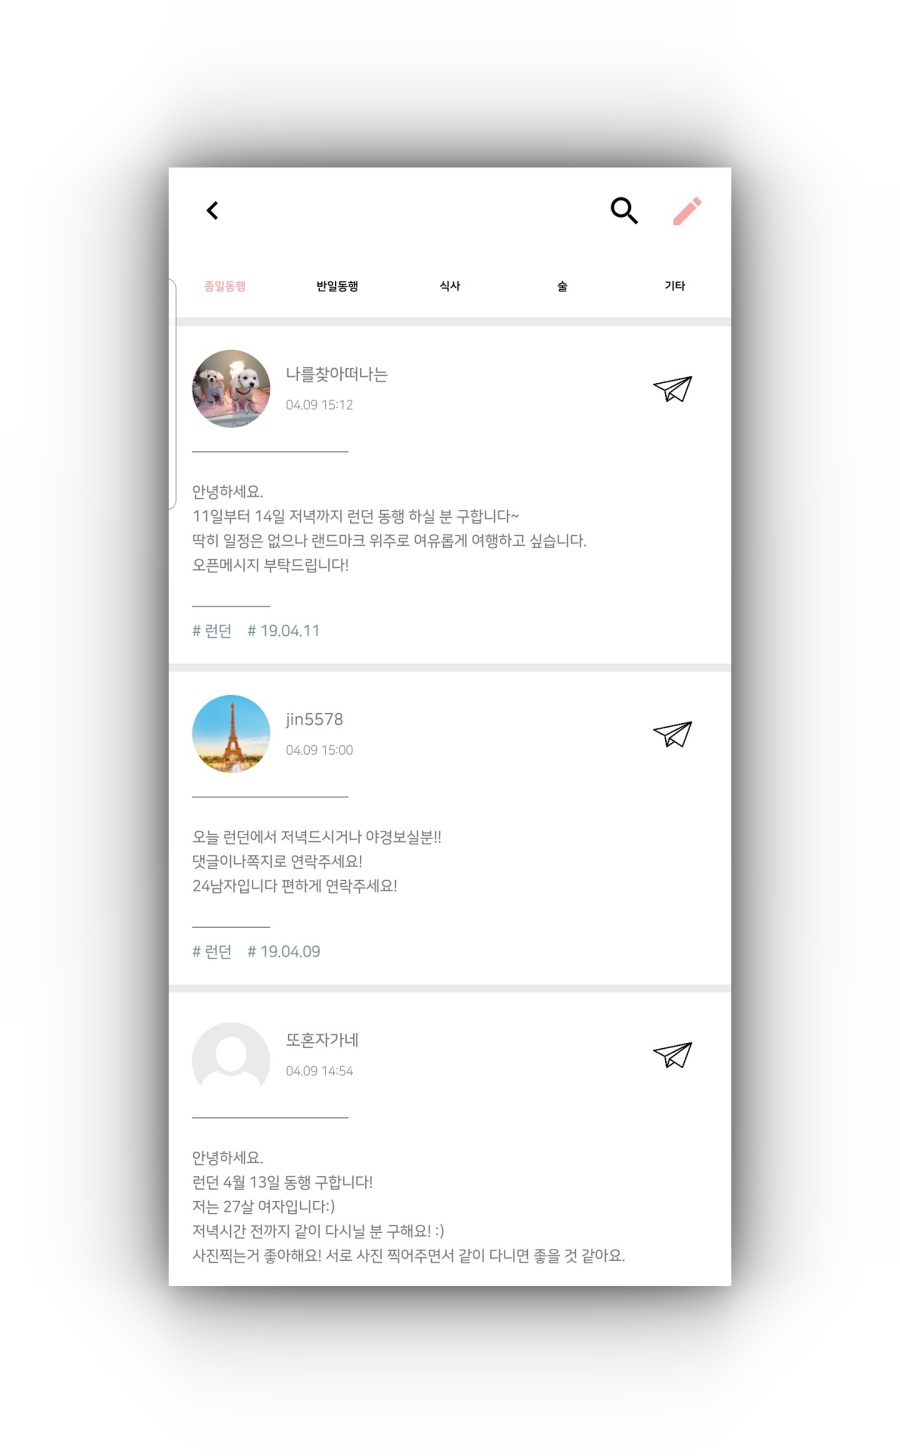 종일동행 반일동행 식사 술 기타
나를찾아떠나는
04.09 15:12
안녕하세요.
11일부터 14일 저녁까지 런던 동행 하실 분 구합니다~
딱히 일정은 없으나 랜드마크 위주로 여유롭게 여행하고 싶습니다.
오픈메시지 부탁드립니다!
# 런던 # 19.04.11
jin5578
04.09 15:00
오늘 런던에서 저녁드시거나 야경보실분!!
댓글이나쪽지로 연락주세요!
24남자입니다 편하게 연락주세요!
# 런던 # 19.04.09
또혼자가네
04.09 14:54
안녕하세요.
런던 4월 13일 동행 구합니다!
저는 27살 여자입니다:)
저녁시간 전까지 같이 다시닐 분 구해요! :)
사진찍는거 좋아해요! 서로 사진 찍어주면서 같이 다니면 좋을 것 같아요.